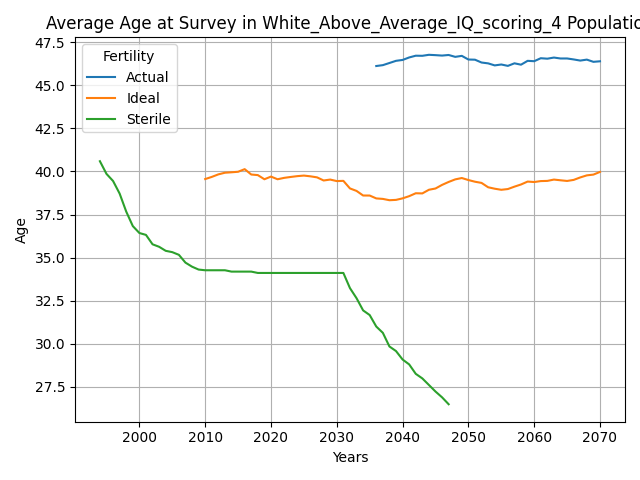 Average Age at Survey in White_Above_Average_IQ_scoring_4 Populatio
47.5
45.0
42.5
40.0
37.5
35.0
32.5
30.0
27.5
Age
Fertility
Actual
Ideal
Sterile
2000
2010
2020
2030
2040
2050
2060
2070
Years